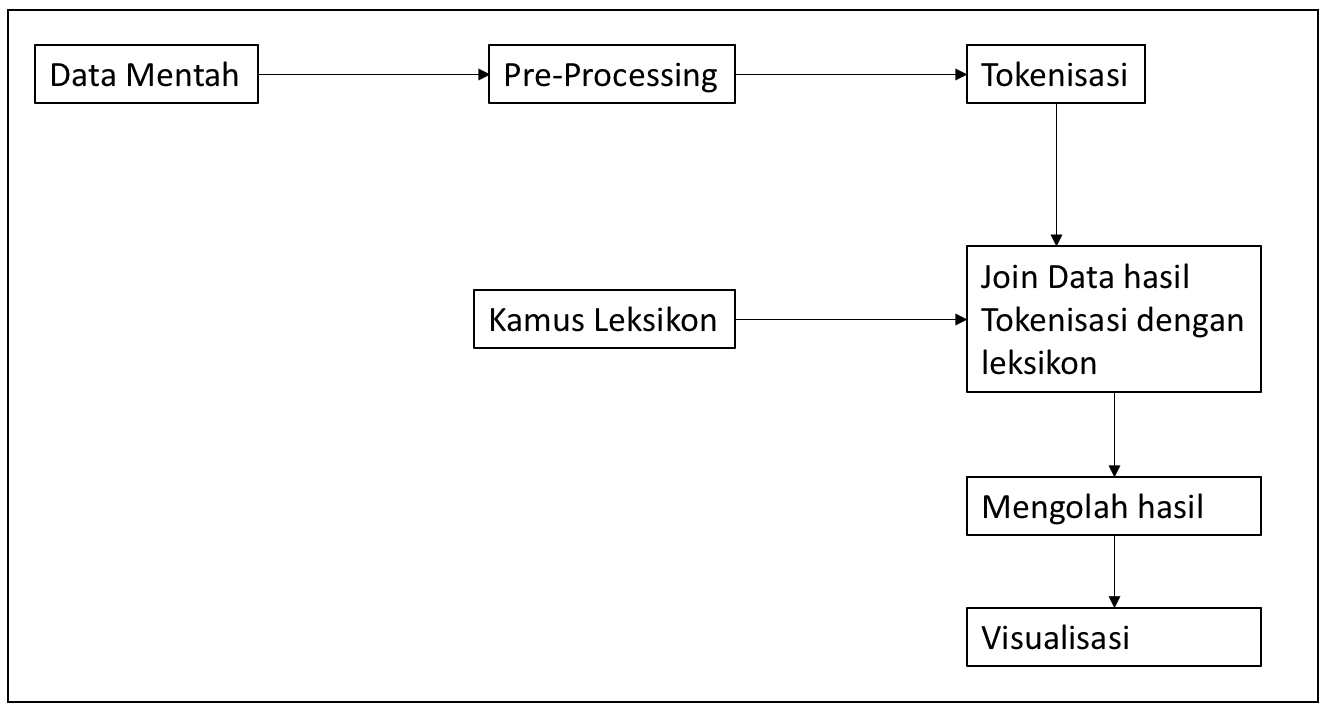 Data Mentah
Pre-Processing
Tokenisasi
Kamus Leksikon
Join Data hasil
Tokenisasi dengan
leksikon
Mengolah hasil
Visualisasi